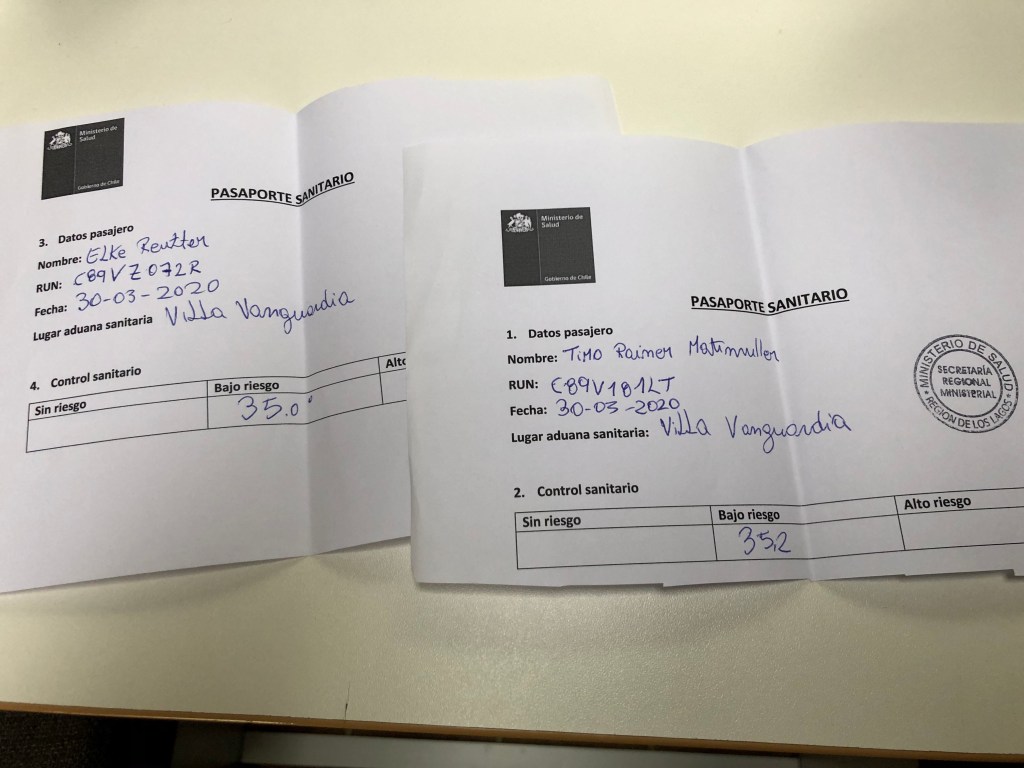 Ministerio de
Salud
Gobierno de Chile
PASAPORTE SANITARIO
3. Datos pasajero
Nombre: Elke Reutter
RUN: C89VZ072R
Fecha: 30-03-2020
Lugar aduana sanitaria Villa Vanguardia
4. Control sanitario
Sin riesgo Bajo riesgo Alto
35.0°
Ministerio de
Salud
Gobierno de Chile
PASAPORTE SANITARIO
1. Datos pasajero
Nombre: Timo Rainer
RUN: C89V181LT
Fecha: 30-03-2020
Lugar aduana sanitaria: Villa Vanguardia
MINISTERIO DE SALUD
SECRETARÍA
REGIONAL
MINISTERIAL
REGION DE LOS LAGOS
2. Control sanitario
Sin riesgo Bajo riesgo Alto riesgo
35,2